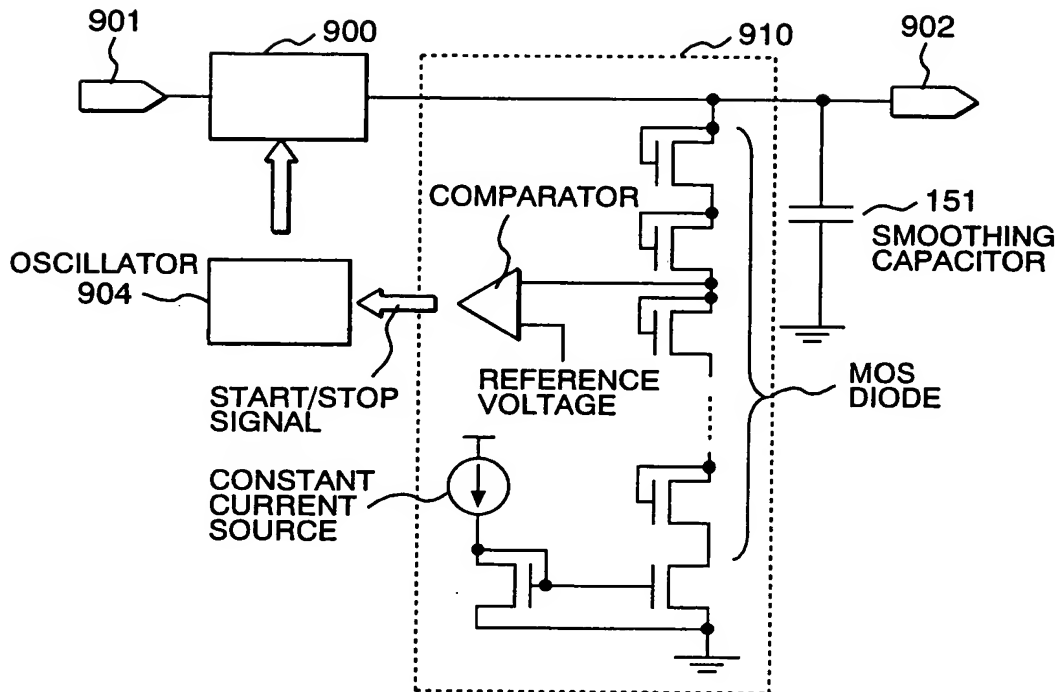 901
900
910
902
COMPARATOR
151
SMOOTHING
CAPACITOR
OSCILLATOR
904
START/STOP
SIGNAL
REFERENCE
VOLTAGE
MOS
DIODE
CONSTANT
CURRENT
SOURCE